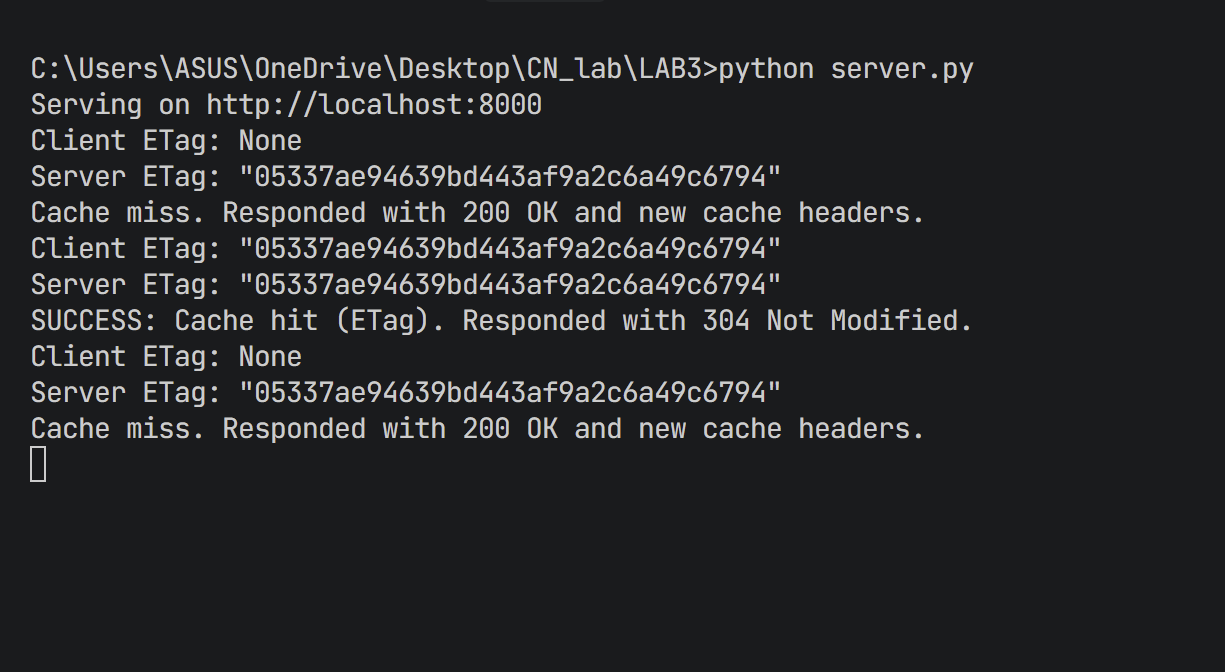 C:\Users\ASUS\OneDrive\Desktop\CN_lab\LAB3>python server.py
Serving on http://localhost:8000
Client ETag: None
Server ETag: "05337ae94639bd443af9a2c6a49c6794"
Cache miss. Responded with 200 OK and new cache headers.
Client ETag: "05337ae94639bd443af9a2c6a49c6794"
Server ETag: "05337ae94639bd443af9a2c6a49c6794"
SUCCESS: Cache hit (ETag). Responded with 304 Not Modified.
Client ETag: None
Server ETag: "05337ae94639bd443af9a2c6a49c6794"
Cache miss. Responded with 200 OK and new cache headers.